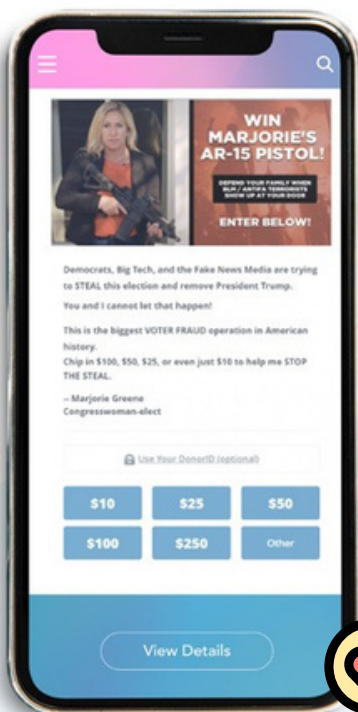 WIN
MARJORIE'S
AR-15 PISTOL!
DEFEND YOUR FAMILY WHEN
BLM / ANTIFA TERRORISTS
SHOW UP AT YOUR DOOR
ENTER BELOW!
Democrats, Big Tech, and the Fake News Media are trying
to STEAL this election and remove President Trump.
You and I cannot let that happen!
This is the biggest VOTER FRAUD operation in American
history.
Chip in $100, $50, $25, or even just $10 to help me STOP
THE STEAL.
-- Marjorie Greene
Congresswoman-elect
Use Your DonorID (optional)
$10 $25 $50
$100 $250 Other
View Details